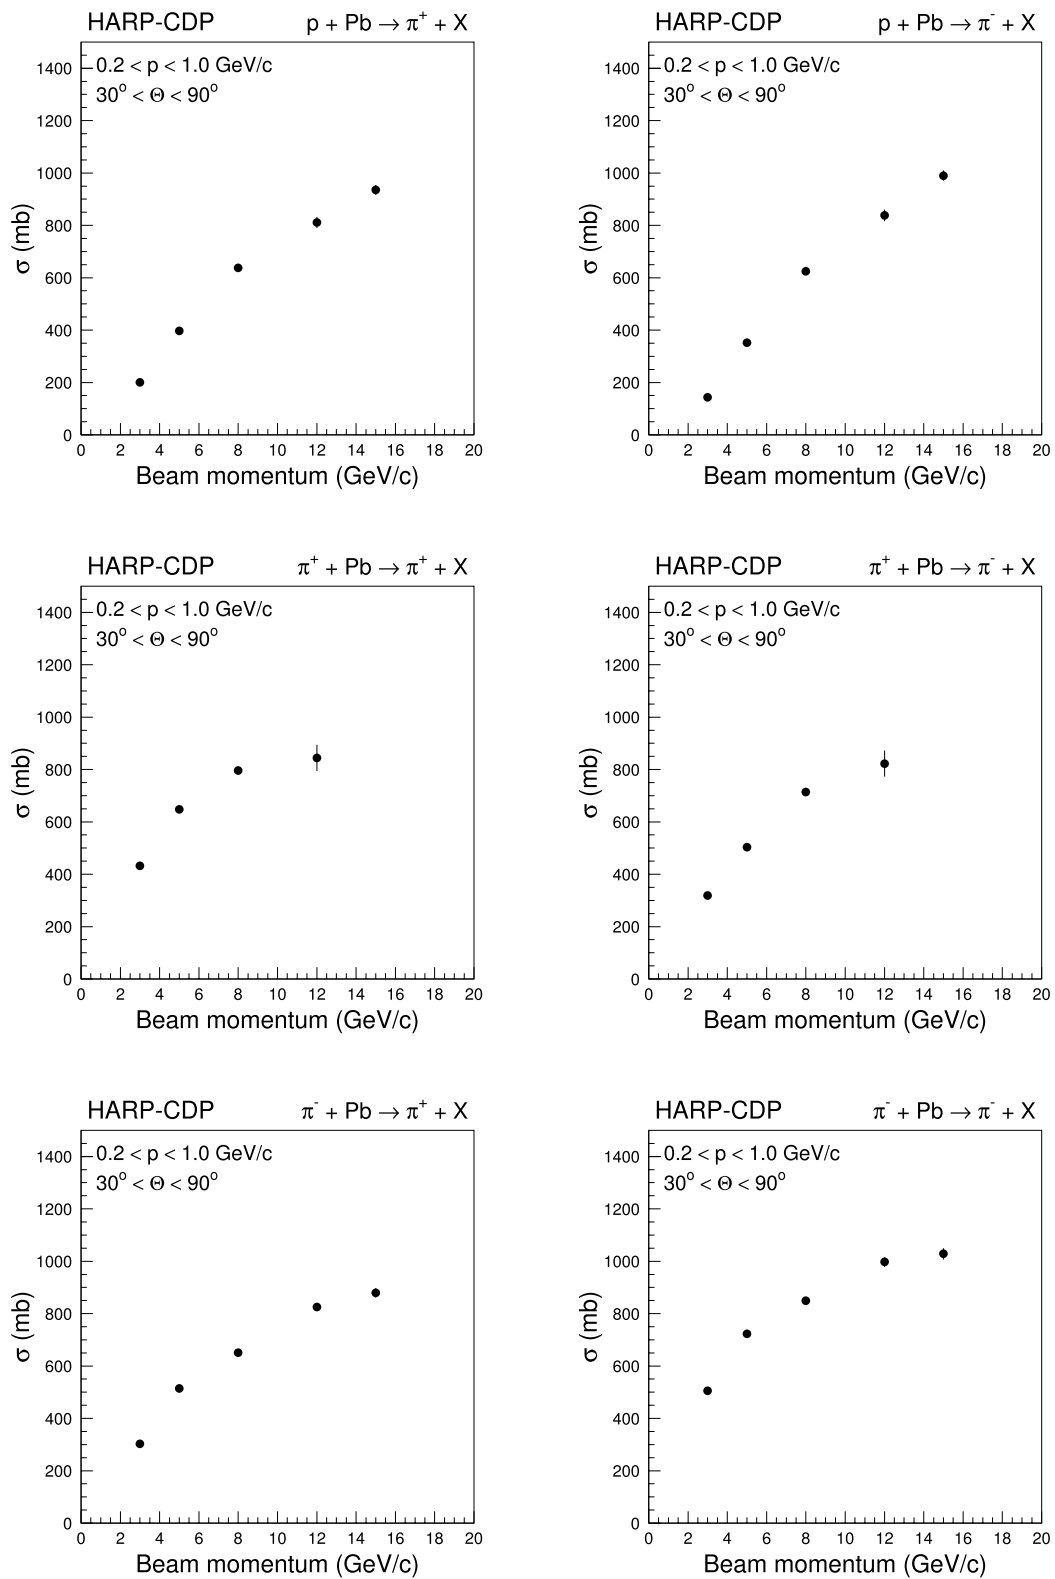 HARP-CDP p + Pb → π⁺ + X
0.2 < p < 1.0 GeV/c
30° < Θ < 90°
1400
1200
1000
800
600
400
200
0
σ (mb)
0 2 4 6 8 10 12 14 16 18 20
Beam momentum (GeV/c)
HARP-CDP p + Pb → π⁻ + X
0.2 < p < 1.0 GeV/c
30° < Θ < 90°
1400
1200
1000
800
600
400
200
0
σ (mb)
0 2 4 6 8 10 12 14 16 18 20
Beam momentum (GeV/c)
HARP-CDP π⁺ + Pb → π⁺ + X
0.2 < p < 1.0 GeV/c
30° < Θ < 90°
1400
1200
1000
800
600
400
200
0
σ (mb)
0 2 4 6 8 10 12 14 16 18 20
Beam momentum (GeV/c)
HARP-CDP π⁺ + Pb → π⁻ + X
0.2 < p < 1.0 GeV/c
30° < Θ < 90°
1400
1200
1000
800
600
400
200
0
σ (mb)
0 2 4 6 8 10 12 14 16 18 20
Beam momentum (GeV/c)
HARP-CDP π⁻ + Pb → π⁺ + X
0.2 < p < 1.0 GeV/c
30° < Θ < 90°
1400
1200
1000
800
600
400
200
0
σ (mb)
0 2 4 6 8 10 12 14 16 18 20
Beam momentum (GeV/c)
HARP-CDP π⁻ + Pb → π⁻ + X
0.2 < p < 1.0 GeV/c
30° < Θ < 90°
1400
1200
1000
800
600
400
200
0
σ (mb)
0 2 4 6 8 10 12 14 16 18 20
Beam momentum (GeV/c)